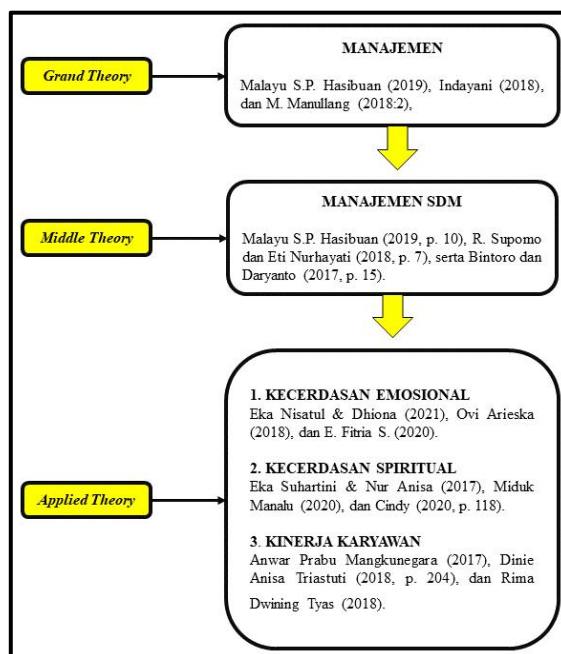 Grand Theory
MANAJEMEN
Malayu S.P. Hasibuan (2019), Indayani (2018),
dan M. Manullang (2018:2),
Middle Theory
MANAJEMEN SDM
Malayu S.P. Hasibuan (2019, p. 10), R. Supomo
dan Eti Nurhayati (2018, p. 7), serta Bintoro dan
Daryanto (2017, p. 15).
Applied Theory
1. KECERDASAN EMOSIONAL
Eka Nisatul & Dhiona (2021), Ovi Arieska
(2018), dan E. Fitria S. (2020).
2. KECERDASAN SPIRITUAL
Eka Suhartini & Nur Anisa (2017), Miduk
Manalu (2020), dan Cindy (2020, p. 118).
3. KINERJA KARYAWAN
Anwar Prabu Mangkunegara (2017), Dinie
Anisa Triastuti (2018, p. 204), dan Rima
Dwining Tyas (2018).